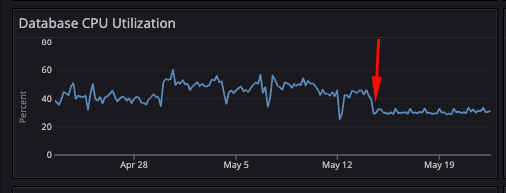 Database CPU Utilization
80
60
40
20
0
Percent
Apr 28
May 5
May 12
May 19